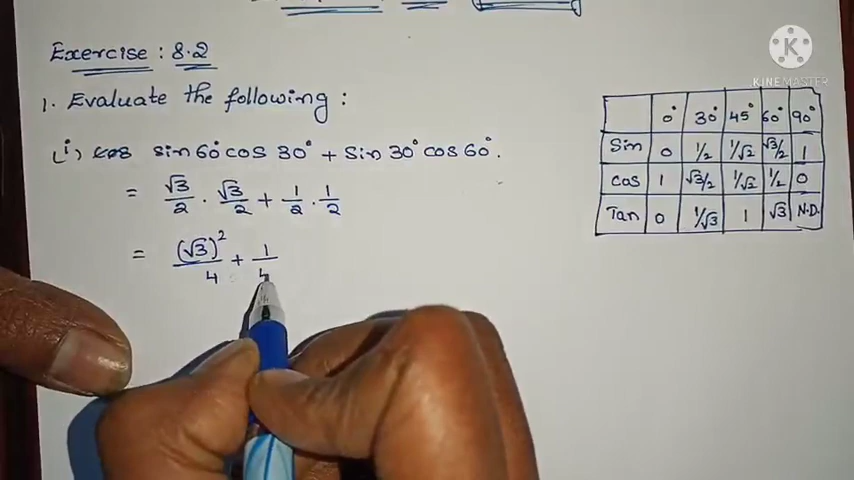 KINEMASTER
Exercise : 8.2
1. Evaluate the following :
(i) cos sin 60° cos 30° + sin 30° cos 60°.
= √3/2 . √3/2 + 1/2 . 1/2
= (√3)²/4 + 1/4
0° 30° 45° 60° 90°
Sin 0 1/2 1/√2 √3/2 1
Cos 1 √3/2 1/√2 1/2 0
Tan 0 1/√3 1 √3 N.D.